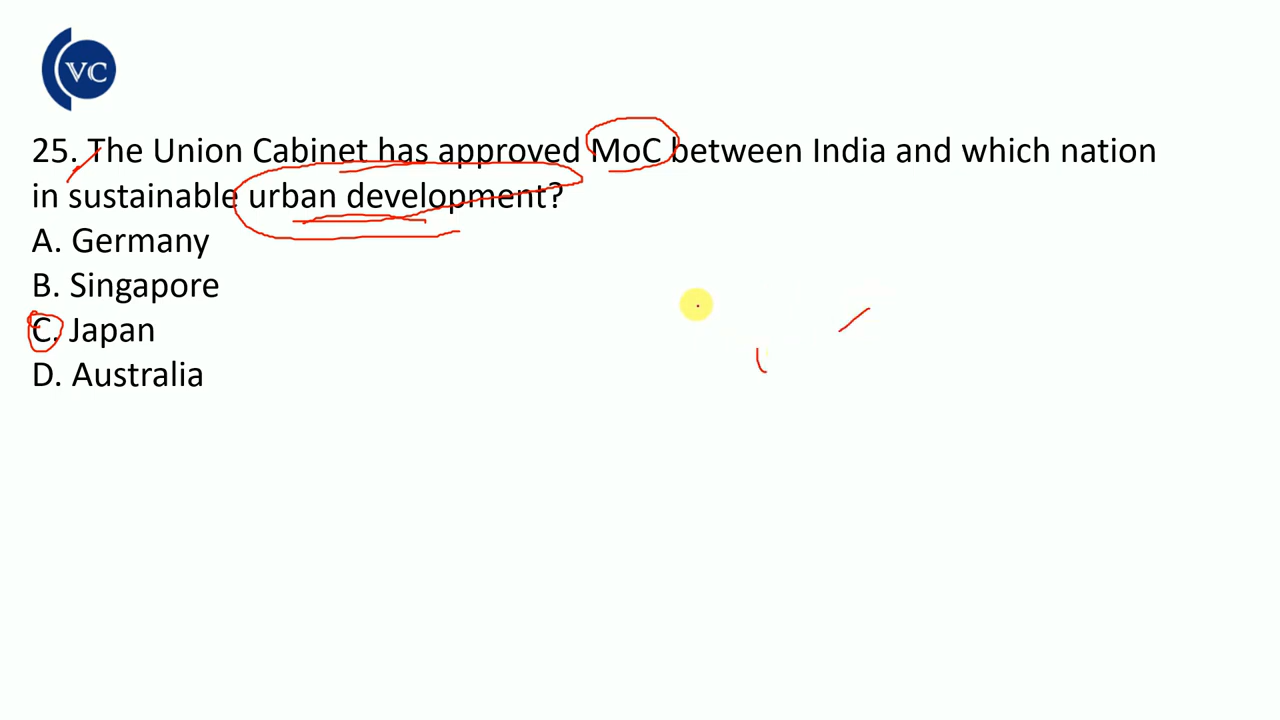 VC
25. The Union Cabinet has approved MoC between India and which nation
in sustainable urban development?
A. Germany
B. Singapore
C. Japan
D. Australia